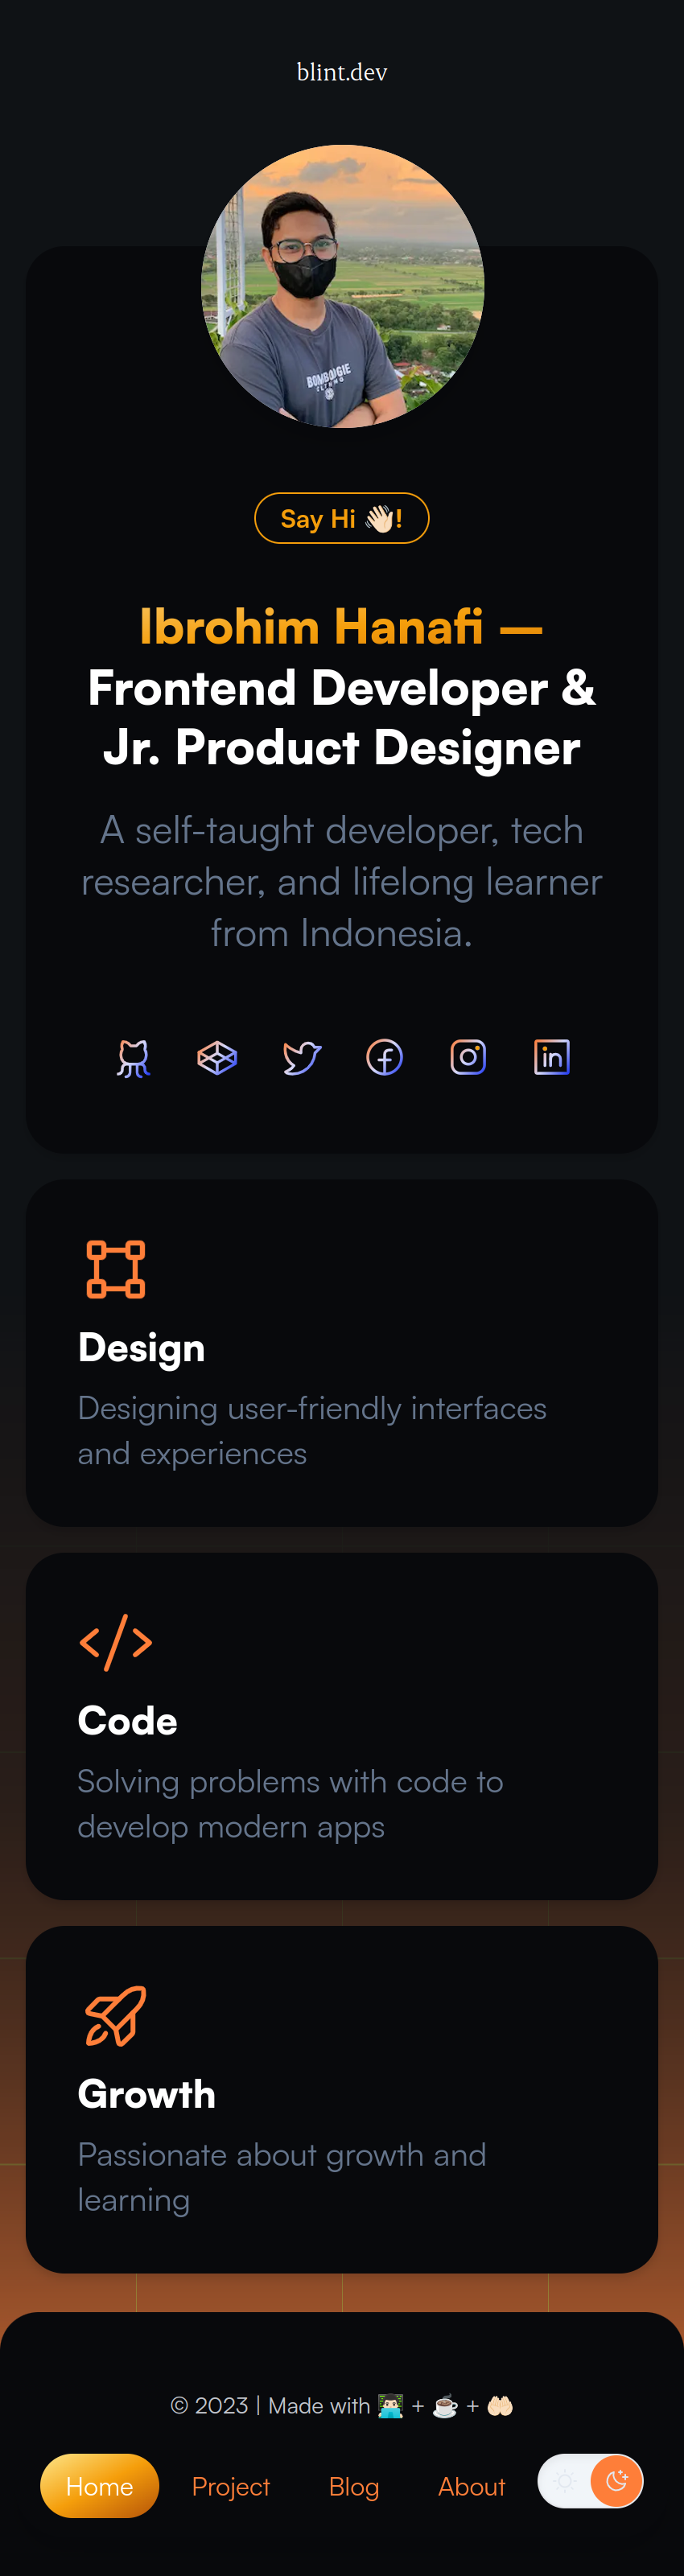 blint.dev
BOMBOOGIE
Say Hi 👋🏻!
Ibrohim Hanafi —
Frontend Developer &
Jr. Product Designer
A self-taught developer, tech
researcher, and lifelong learner
from Indonesia.
in
Design
Designing user-friendly interfaces
and experiences
Code
Solving problems with code to
develop modern apps
Growth
Passionate about growth and
learning
© 2023 | Made with 👨🏻‍💻 + ☕ + 🤲🏻
Home Project Blog About